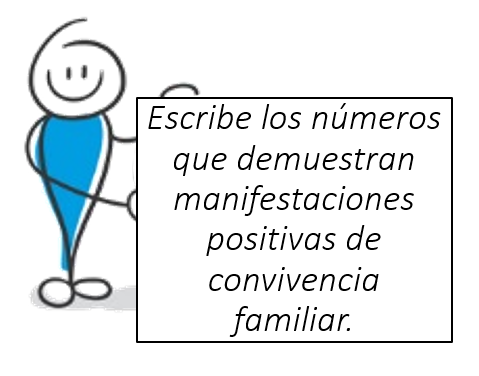 Escribe los números
que demuestran
manifestaciones
positivas de
convivencia
familiar.